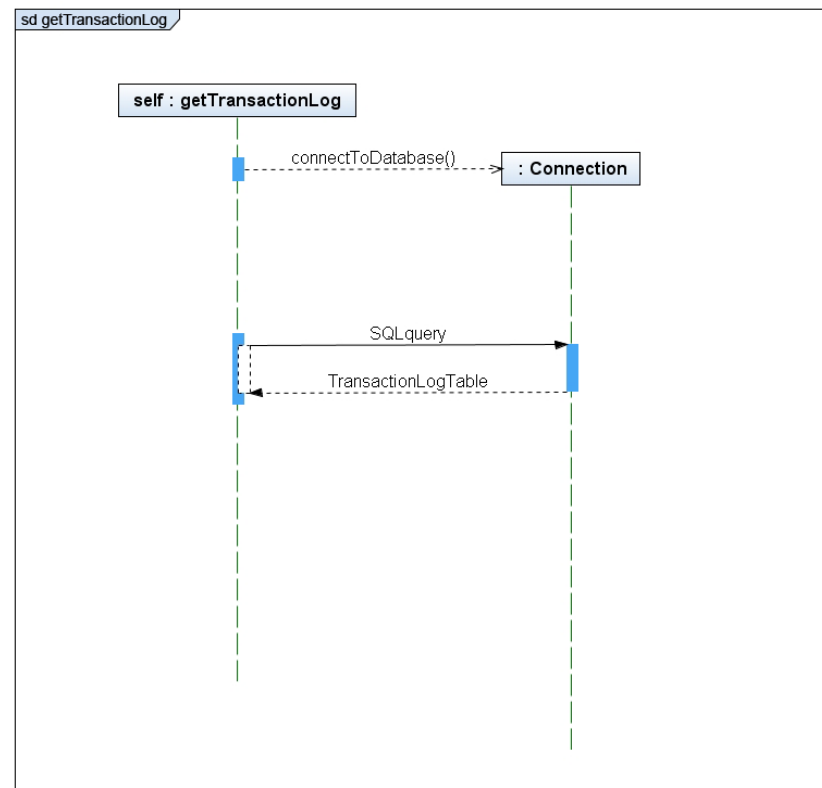 sd getTransactionLog
self : getTransactionLog
connectToDatabase()
: Connection
SQLquery
TransactionLogTable